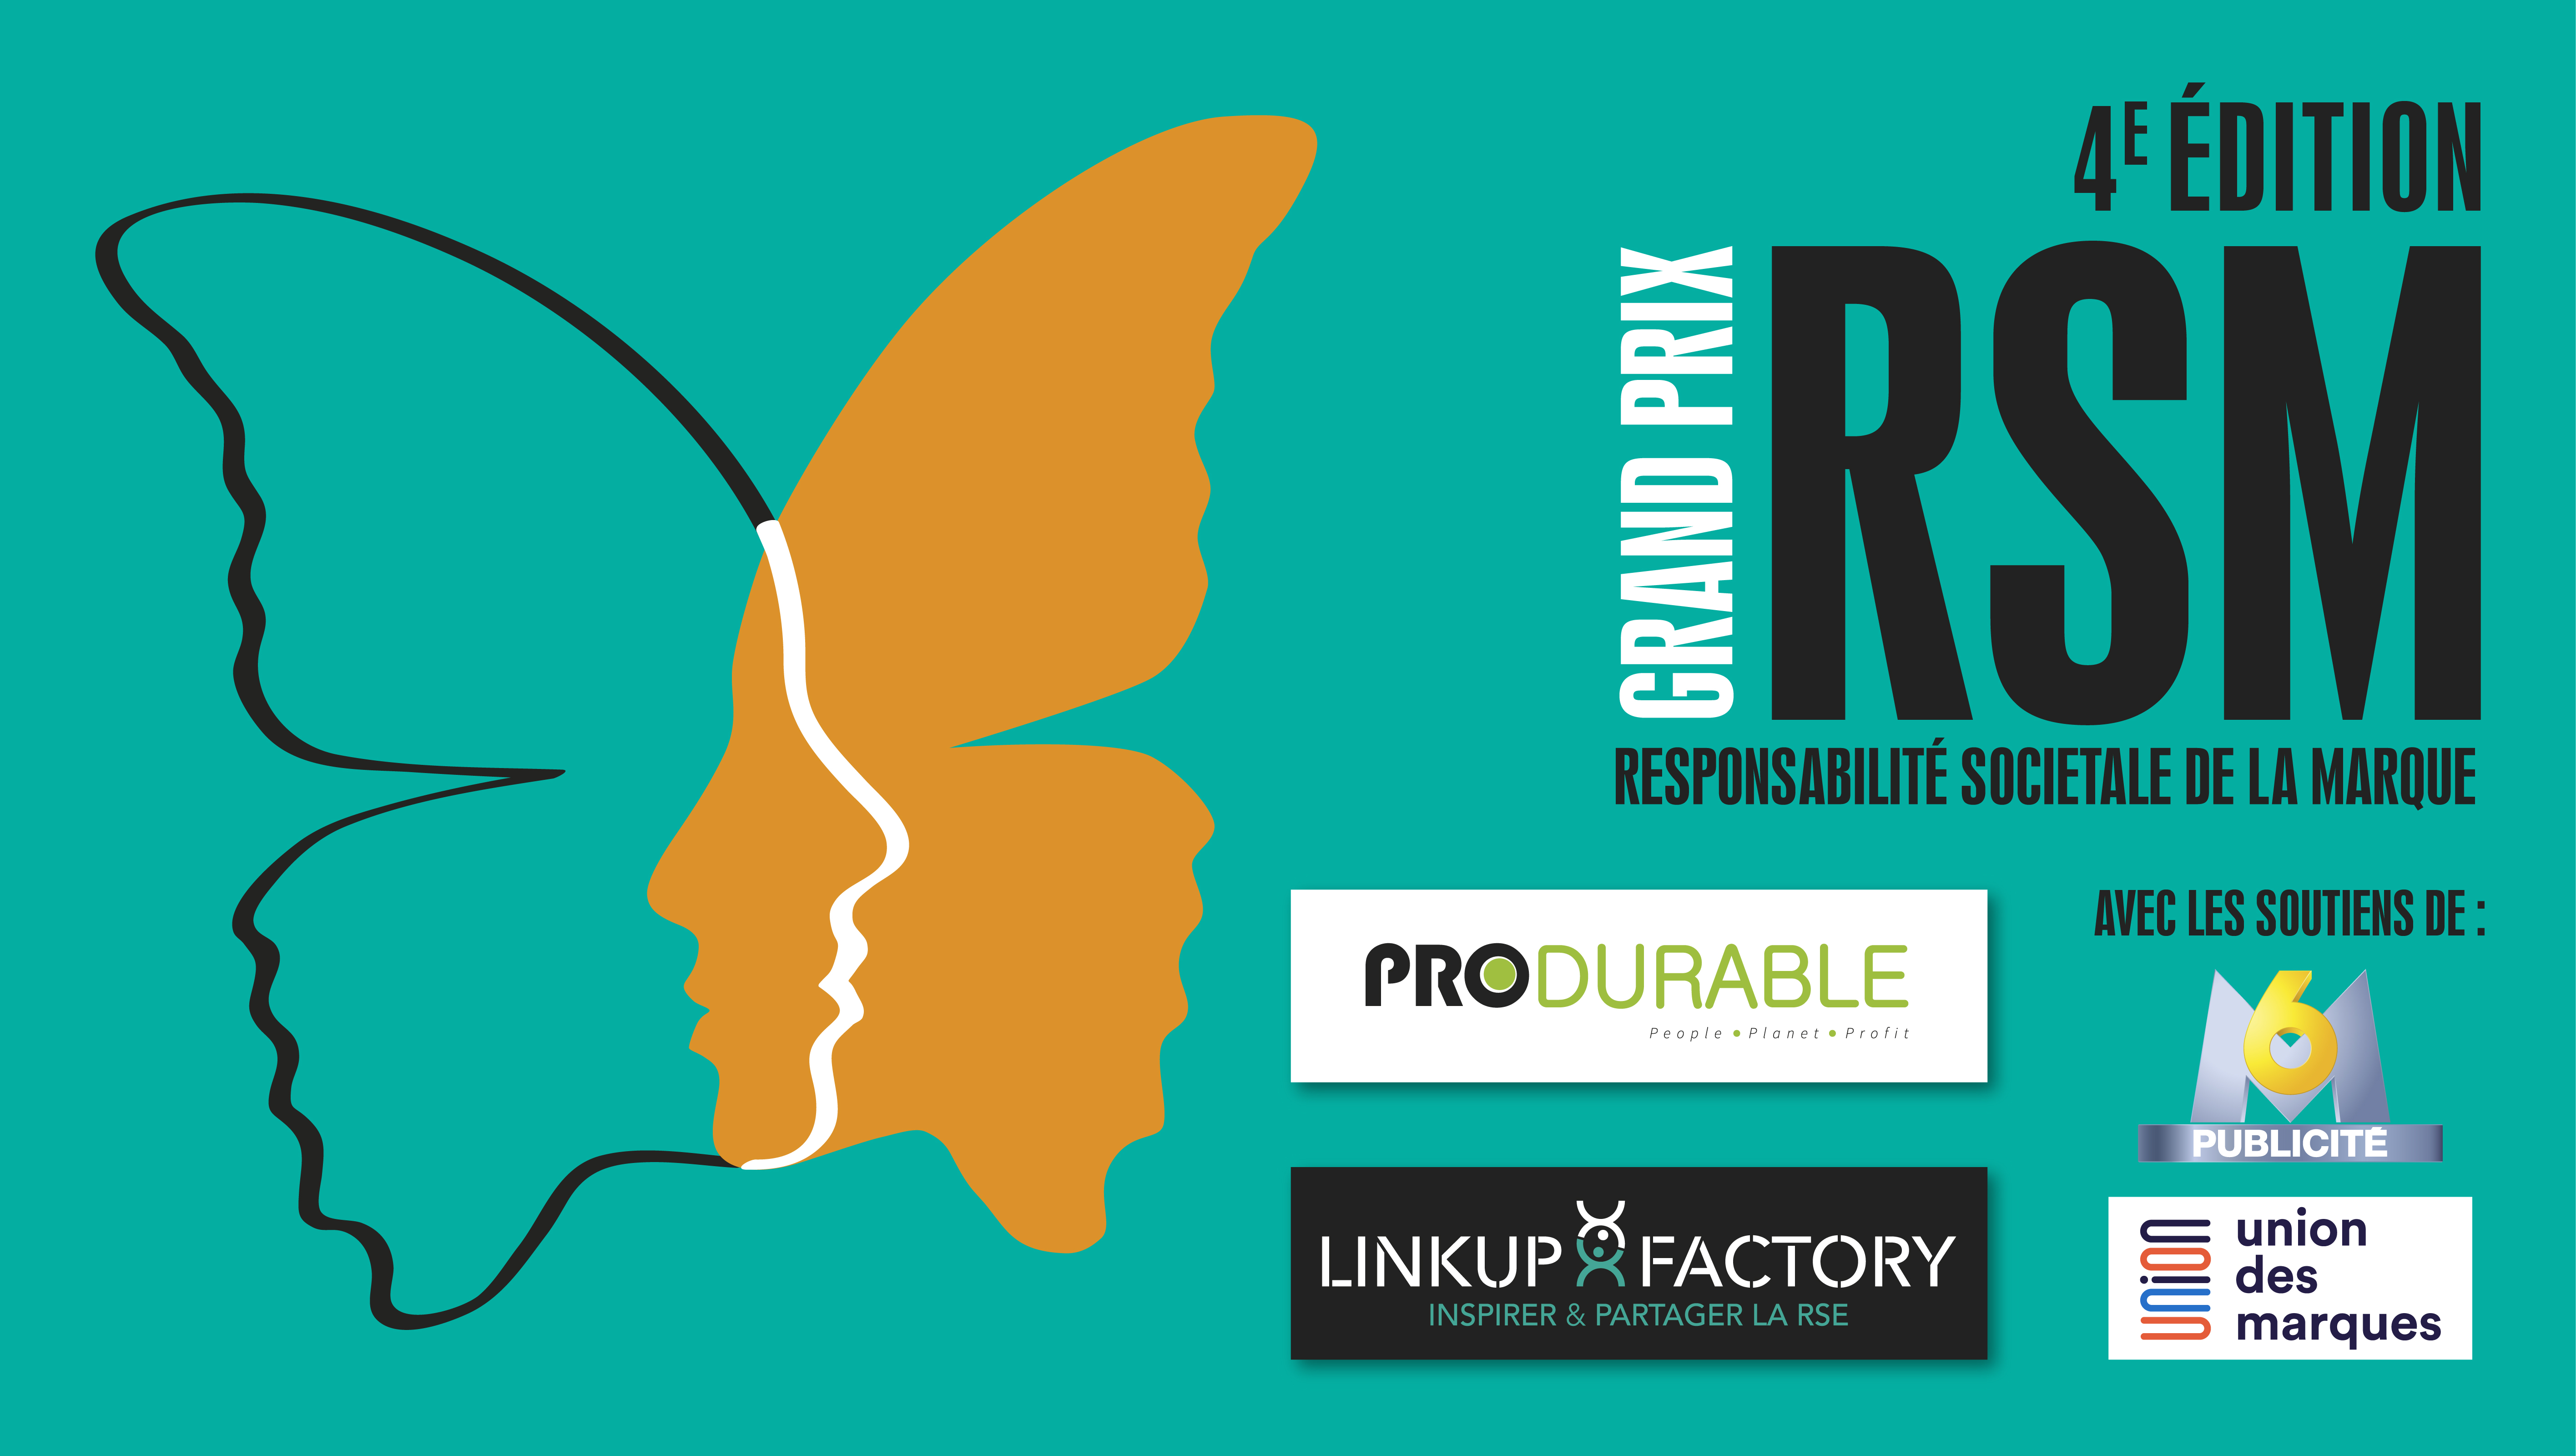 4E ÉDITION
GRAND PRIX
RSM
RESPONSABILITÉ SOCIETALE DE LA MARQUE
PRODURABLE
People • Planet • Profit
LINKUP FACTORY
INSPIRER & PARTAGER LA RSE
AVEC LES SOUTIENS DE :
M6
PUBLICITÉ
union
des
marques